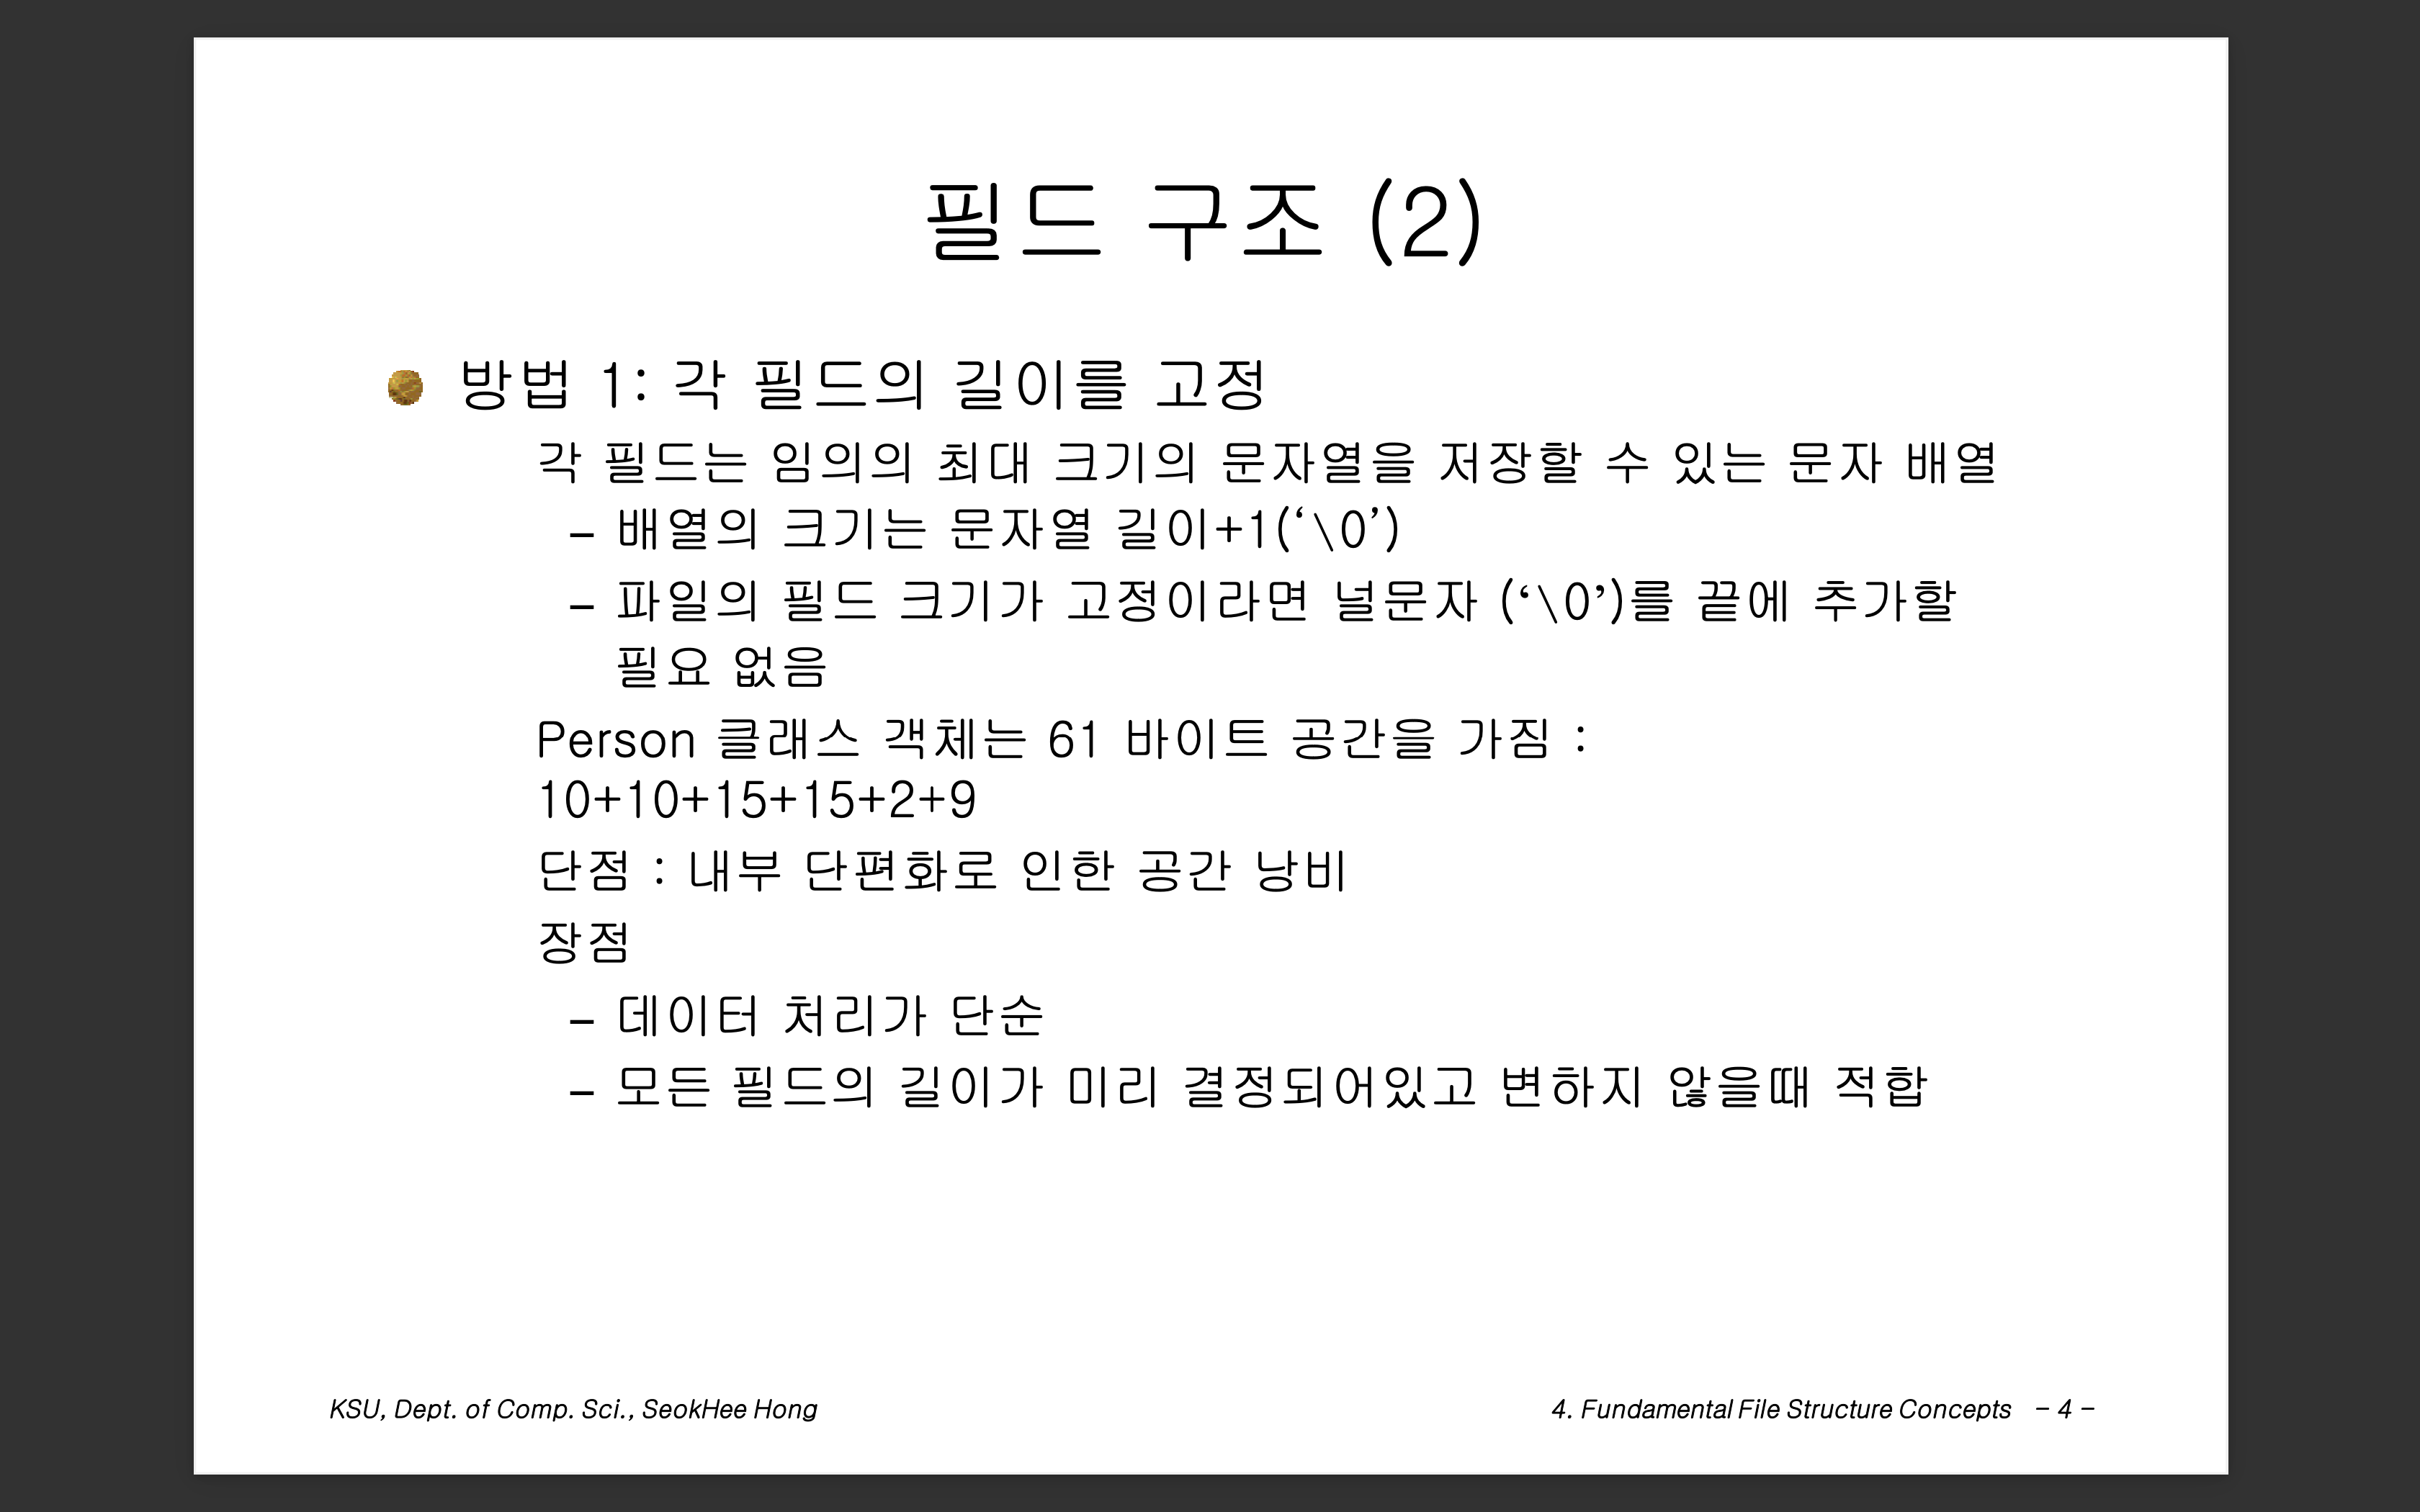 필드 구조 (2)
방법 1: 각 필드의 길이를 고정
각 필드는 임의의 최대 크기의 문자열을 저장할 수 있는 문자 배열
– 배열의 크기는 문자열 길이+1(‘\0’)
– 파일의 필드 크기가 고정이라면 널문자 (‘\0’)를 끝에 추가할
필요 없음
Person 클래스 객체는 61 바이트 공간을 가짐 :
10+10+15+15+2+9
단점 : 내부 단편화로 인한 공간 낭비
장점
– 데이터 처리가 단순
– 모든 필드의 길이가 미리 결정되어있고 변하지 않을때 적합
KSU, Dept. of Comp. Sci., SeokHee Hong
4. Fundamental File Structure Concepts – 4 –